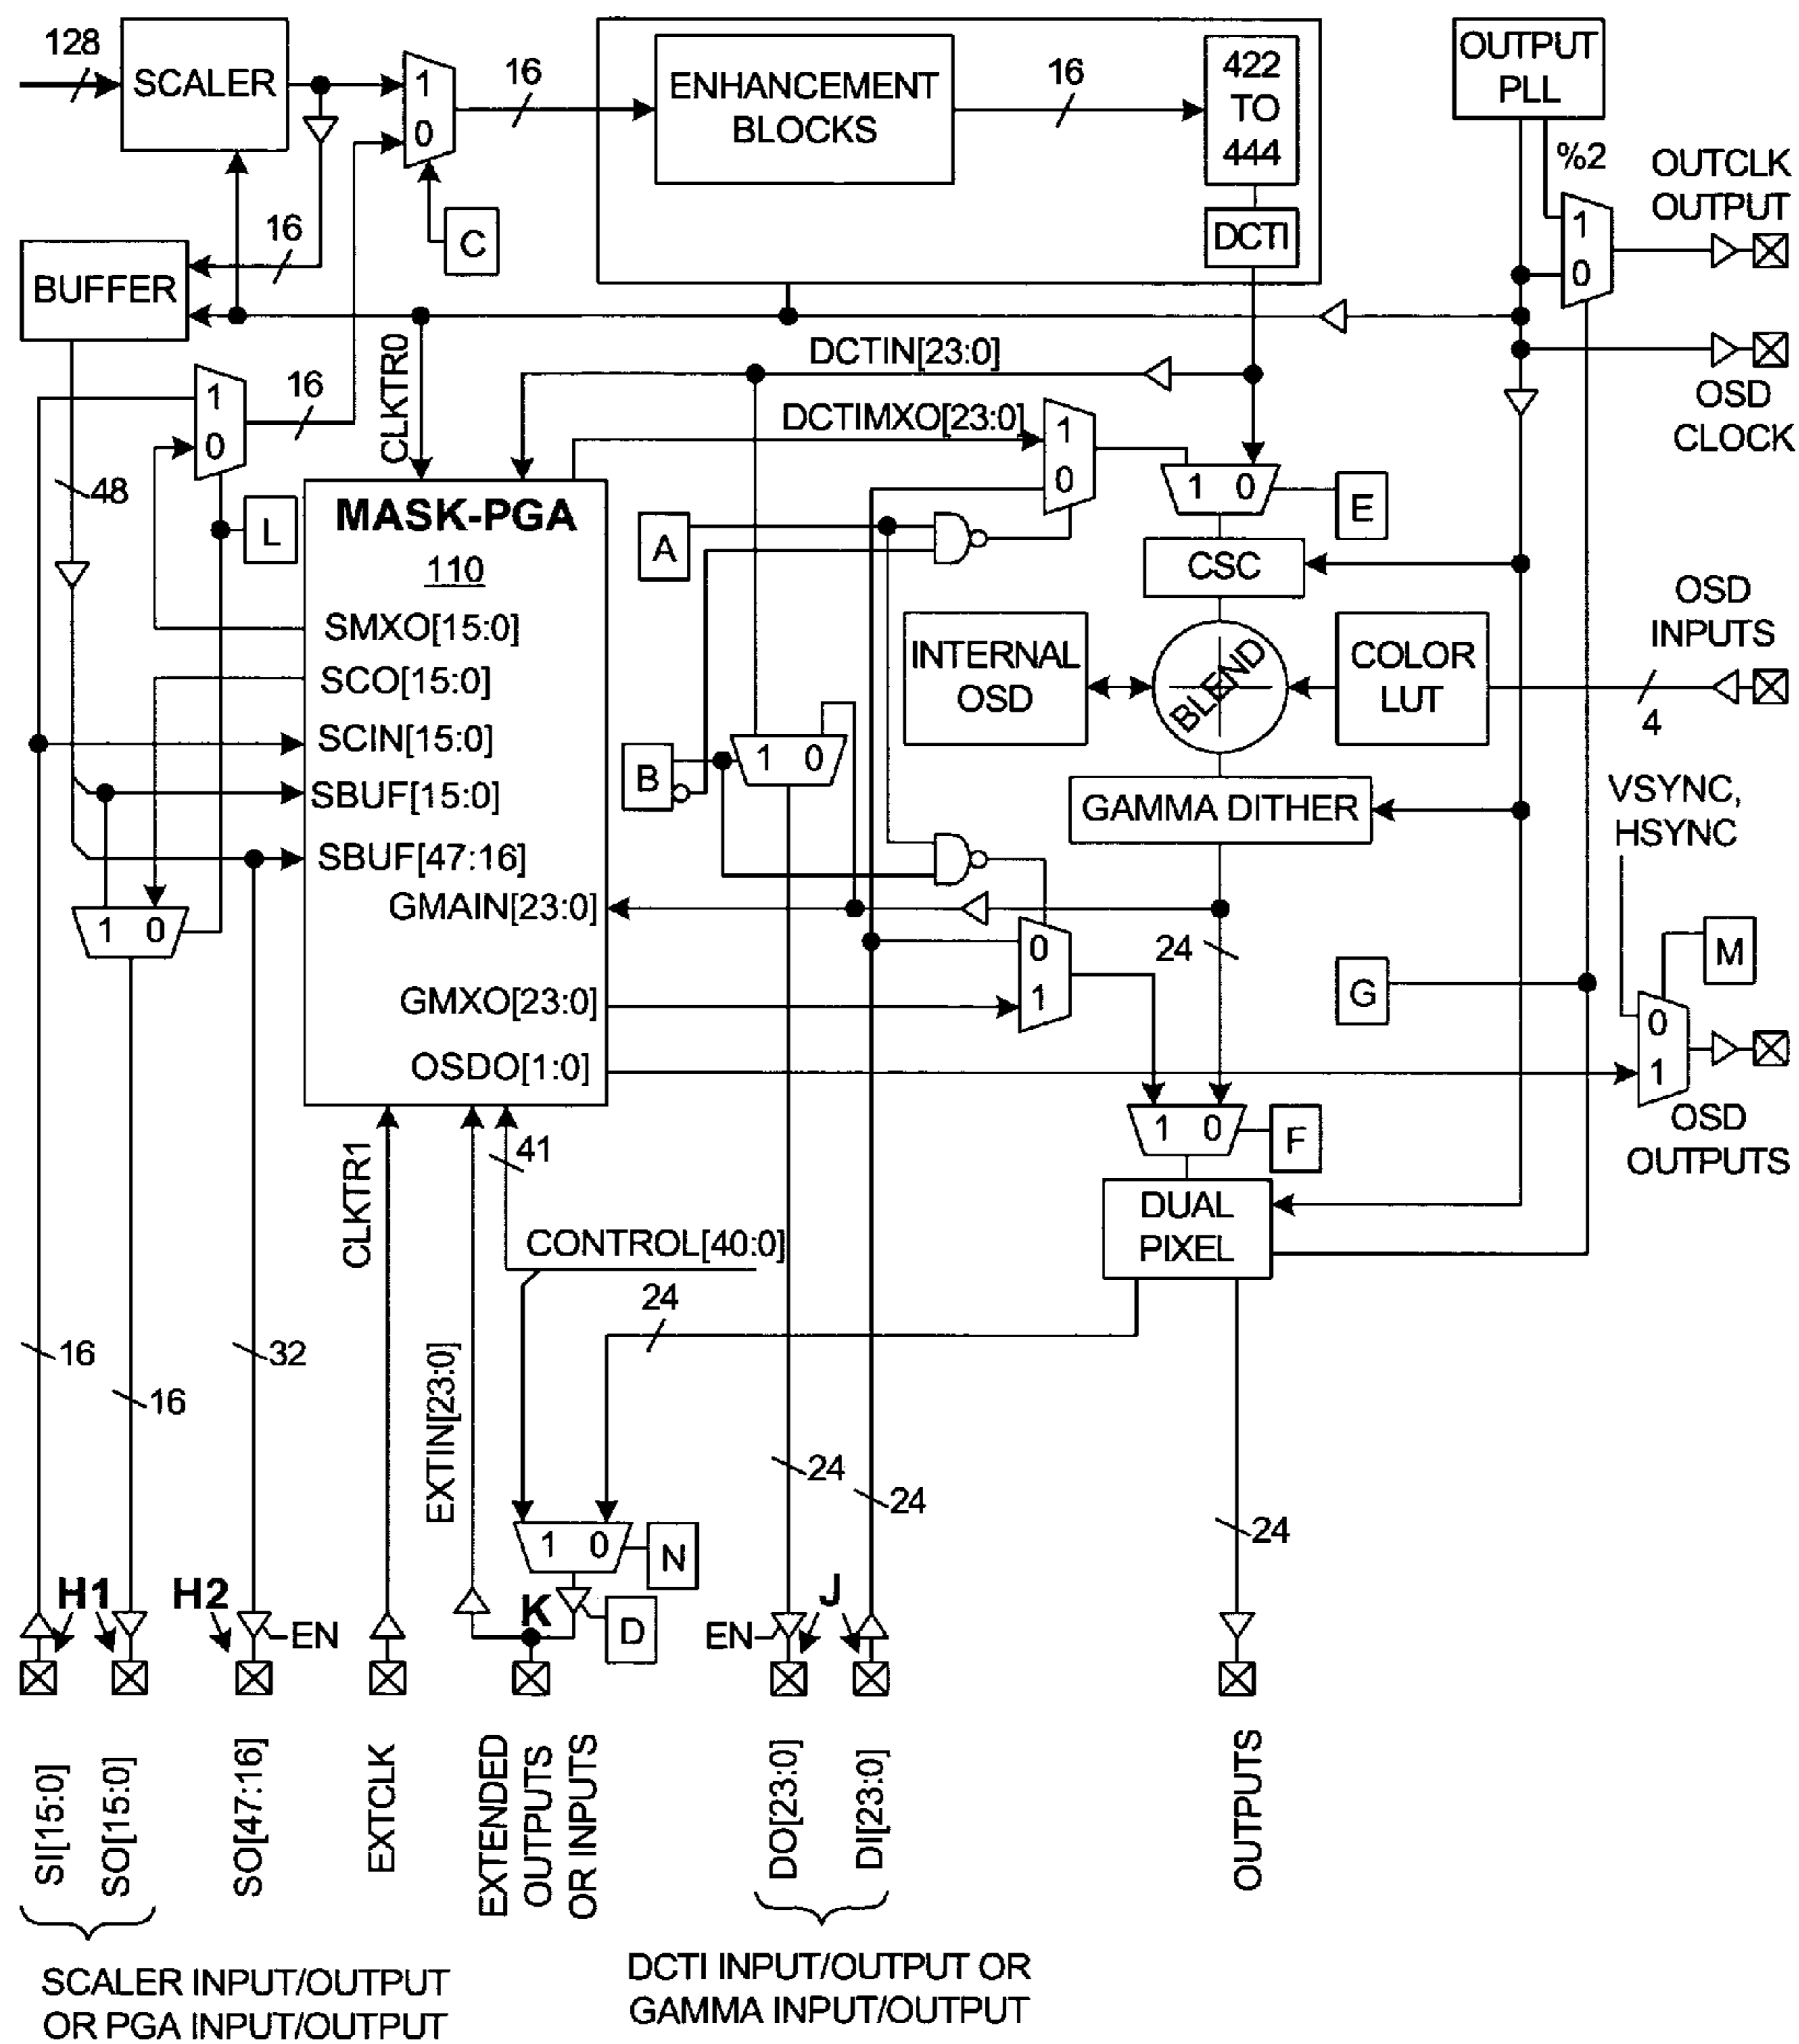 128
SCALER
1
0
16
ENHANCEMENT
BLOCKS
16
422
TO
444
DCTI
OUTPUT
PLL
%2
OUTCLK
OUTPUT
1
0
C
16
BUFFER
OSD
CLOCK
1
0
16
CLKTR0
DCTIN[23:0]
DCTIMXO[23:0]
1
0
48
L
MASK-PGA
110
A
1 0
E
CSC
SMXO[15:0]
SCO[15:0]
SCIN[15:0]
SBUF[15:0]
SBUF[47:16]
GMAIN[23:0]
GMXO[23:0]
OSDO[1:0]
INTERNAL
OSD
BLEND
COLOR
LUT
OSD
INPUTS
4
B
1 0
GAMMA DITHER
VSYNC,
HSYNC
1 0
0
1
24
G
M
0
1
OSD
OUTPUTS
1 0
F
DUAL
PIXEL
CLKTR1
41
CONTROL[40:0]
24
EXTIN[23:0]
16
16
32
24
24
24
1 0
N
H1
H2
EN
K
D
EN
J
SI[15:0]
SO[15:0]
SO[47:16]
EXTCLK
EXTENDED
OUTPUTS
OR INPUTS
DO[23:0]
DI[23:0]
OUTPUTS
SCALER INPUT/OUTPUT
OR PGA INPUT/OUTPUT
DCTI INPUT/OUTPUT OR
GAMMA INPUT/OUTPUT